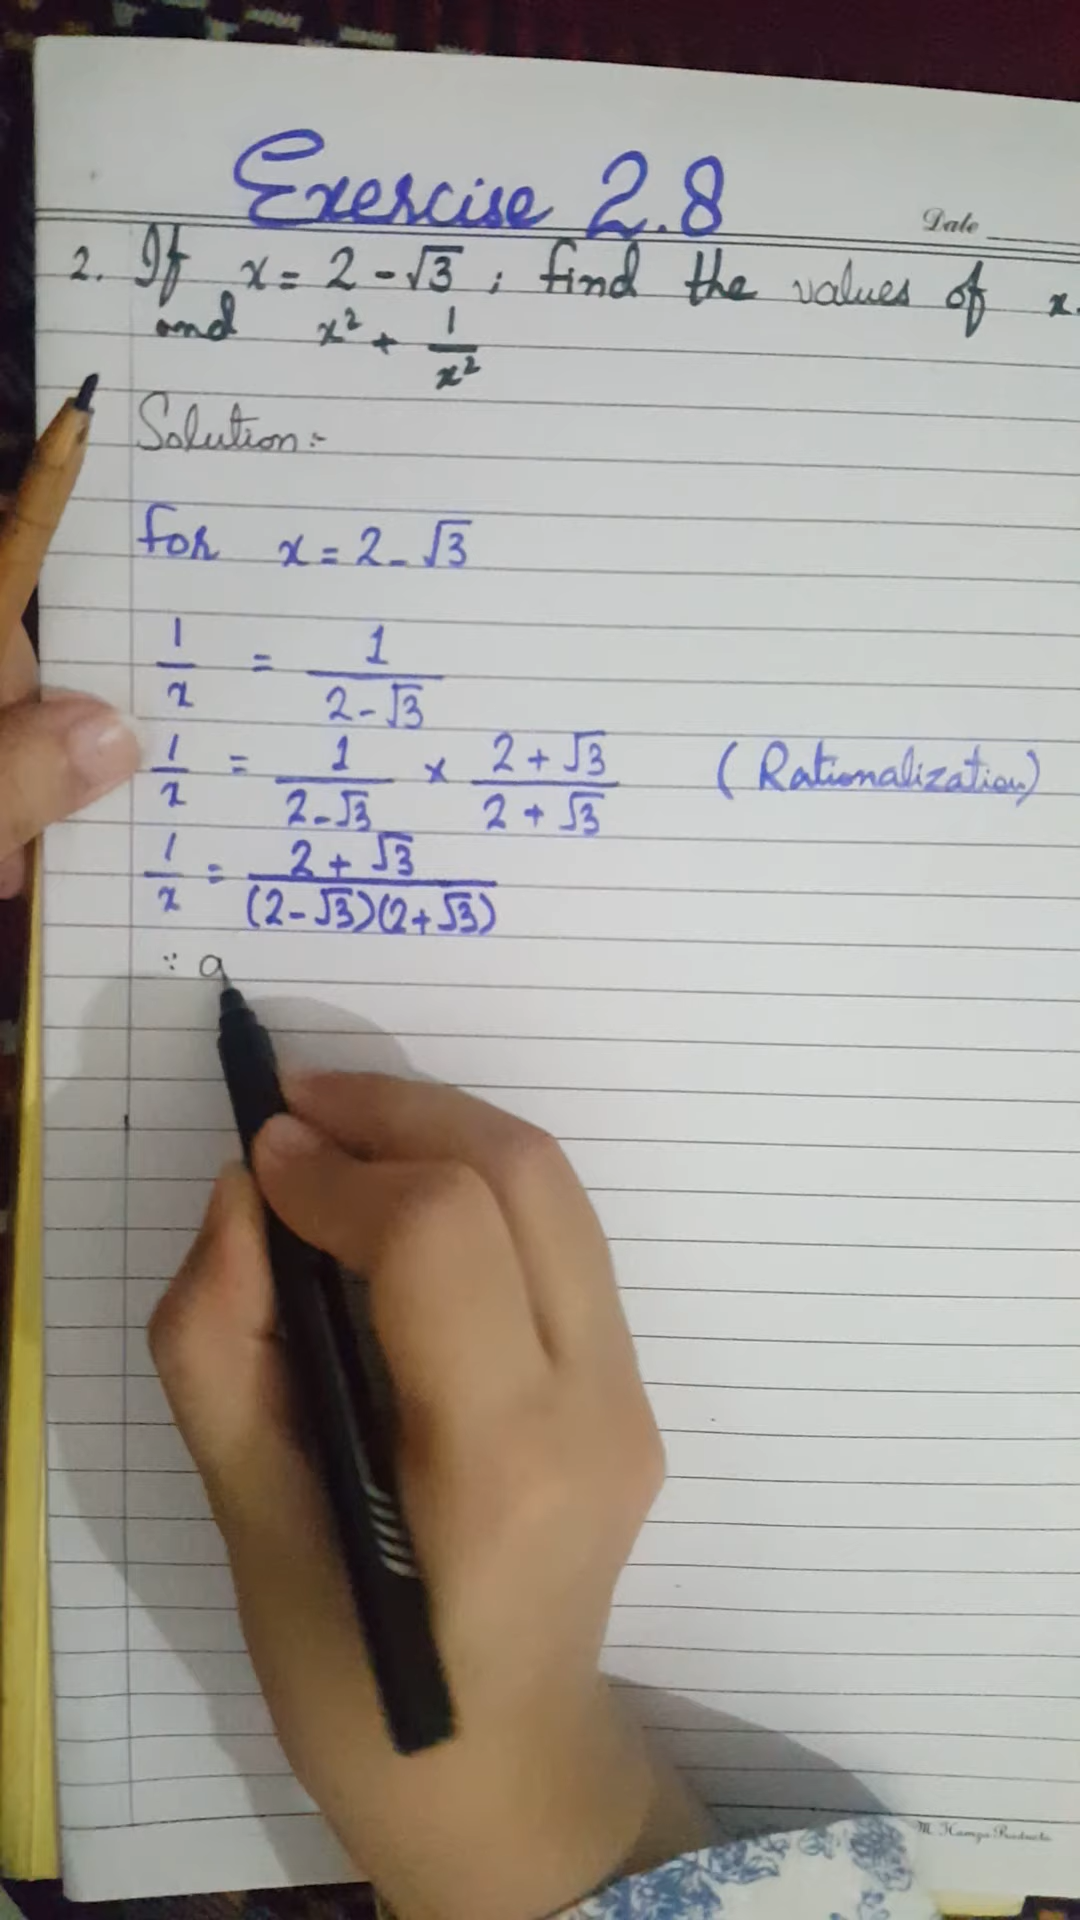 Exercise 2.8
Date
2. If x = 2 - √3 ; find the values of x
and x² + 1/x²
Solution:-
for x = 2 - √3
1/x = 1/(2 - √3)
1/x = 1/(2 - √3) × (2 + √3)/(2 + √3) (Rationalization)
1/x = (2 + √3)/((2 - √3)(2 + √3))
∵ a